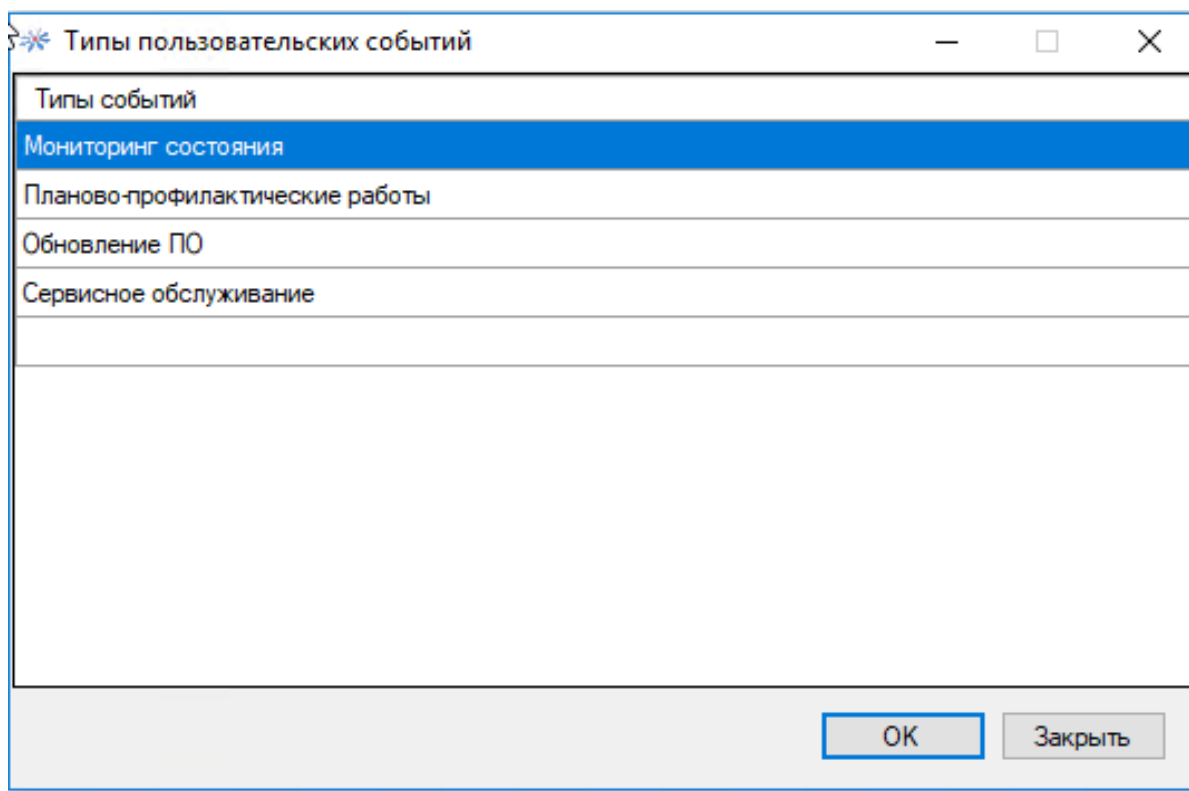 Типы пользовательских событий
Типы событий
Мониторинг состояния
Планово-профилактические работы
Обновление ПО
Сервисное обслуживание
OK Закрыть